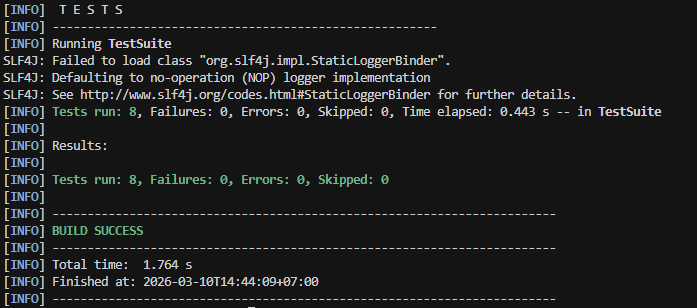 [INFO]  T E S T S
[INFO] -------------------------------------------------------
[INFO] Running TestSuite
SLF4J: Failed to load class "org.slf4j.impl.StaticLoggerBinder".
SLF4J: Defaulting to no-operation (NOP) logger implementation
SLF4J: See http://www.slf4j.org/codes.html#StaticLoggerBinder for further details.
[INFO] Tests run: 8, Failures: 0, Errors: 0, Skipped: 0, Time elapsed: 0.443 s -- in TestSuite
[INFO]
[INFO] Results:
[INFO]
[INFO] Tests run: 8, Failures: 0, Errors: 0, Skipped: 0
[INFO]
[INFO] ------------------------------------------------------------------------
[INFO] BUILD SUCCESS
[INFO] ------------------------------------------------------------------------
[INFO] Total time:  1.764 s
[INFO] Finished at: 2026-03-10T14:44:09+07:00
[INFO] ------------------------------------------------------------------------